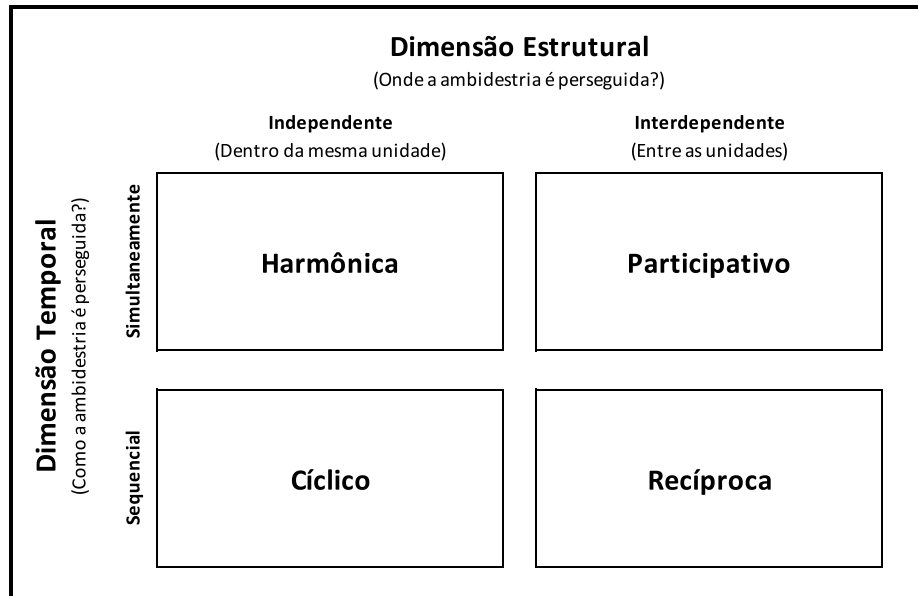 Dimensão Estrutural
(Onde a ambidestria é perseguida?)
Independente
(Dentro da mesma unidade)
Interdependente
(Entre as unidades)
Dimensão Temporal
(Como a ambidestria é perseguida?)
Simultaneamente
Harmônica
Participativo
Sequencial
Cíclico
Recíproca